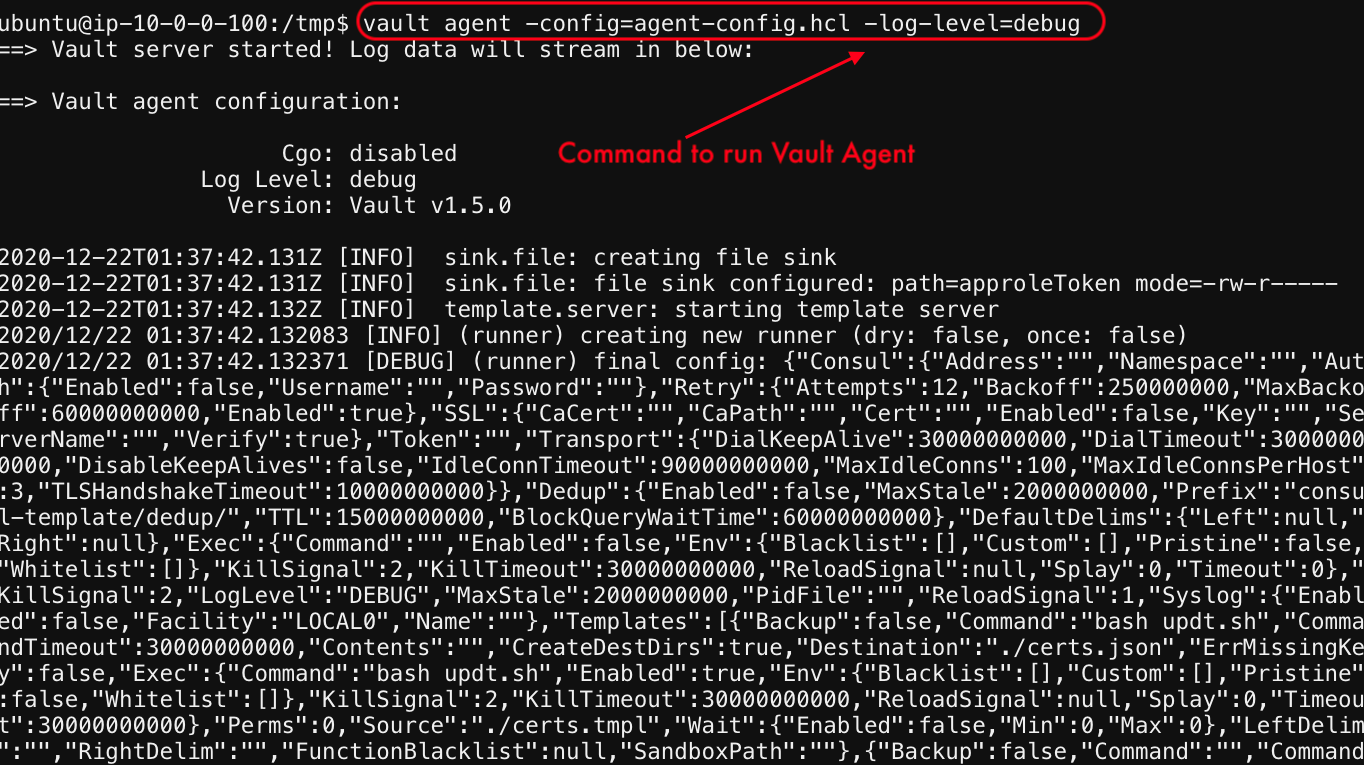 ubuntu@ip-10-0-0-100:/tmp$ vault agent -config=agent-config.hcl -log-level=debug
==> Vault server started! Log data will stream in below:
==> Vault agent configuration:
Cgo: disabled
Command to run Vault Agent
Log Level: debug
Version: Vault v1.5.0
2020-12-22T01:37:42.131Z [INFO]  sink.file: creating file sink
2020-12-22T01:37:42.131Z [INFO]  sink.file: file sink configured: path=approleToken mode=-rw-r-----
2020-12-22T01:37:42.132Z [INFO]  template.server: starting template server
2020/12/22 01:37:42.132083 [INFO] (runner) creating new runner (dry: false, once: false)
2020/12/22 01:37:42.132371 [DEBUG] (runner) final config: {"Consul":{"Address":"","Namespace":"","Aut
h":{"Enabled":false,"Username":"","Password":""},"Retry":{"Attempts":12,"Backoff":250000000,"MaxBacko
ff":60000000000,"Enabled":true},"SSL":{"CaCert":"","CaPath":"","Cert":"","Enabled":false,"Key":"","Se
rverName":"","Verify":true},"Token":"","Transport":{"DialKeepAlive":30000000000,"DialTimeout":3000000
0000,"DisableKeepAlives":false,"IdleConnTimeout":90000000000,"MaxIdleConns":100,"MaxIdleConnsPerHost"
:3,"TLSHandshakeTimeout":10000000000}},"Dedup":{"Enabled":false,"MaxStale":2000000000,"Prefix":"consu
l-template/dedup/","TTL":15000000000,"BlockQueryWaitTime":60000000000},"DefaultDelims":{"Left":null,"
Right":null},"Exec":{"Command":"","Enabled":false,"Env":{"Blacklist":[],"Custom":[],"Pristine":false,
"Whitelist":[]},"KillSignal":2,"KillTimeout":30000000000,"ReloadSignal":null,"Splay":0,"Timeout":0},"
KillSignal":2,"LogLevel":"DEBUG","MaxStale":2000000000,"PidFile":"","ReloadSignal":1,"Syslog":{"Enabl
ed":false,"Facility":"LOCAL0","Name":""},"Templates":[{"Backup":false,"Command":"bash updt.sh","Comma
ndTimeout":30000000000,"Contents":"","CreateDestDirs":true,"Destination":"./certs.json","ErrMissingKe
y":false,"Exec":{"Command":"bash updt.sh","Enabled":true,"Env":{"Blacklist":[],"Custom":[],"Pristine"
:false,"Whitelist":[]},"KillSignal":2,"KillTimeout":30000000000,"ReloadSignal":null,"Splay":0,"Timeou
t":30000000000},"Perms":0,"Source":"./certs.tmpl","Wait":{"Enabled":false,"Min":0,"Max":0},"LeftDelim
":"","RightDelim":"","FunctionBlacklist":null,"SandboxPath":""},{"Backup":false,"Command":"","Command